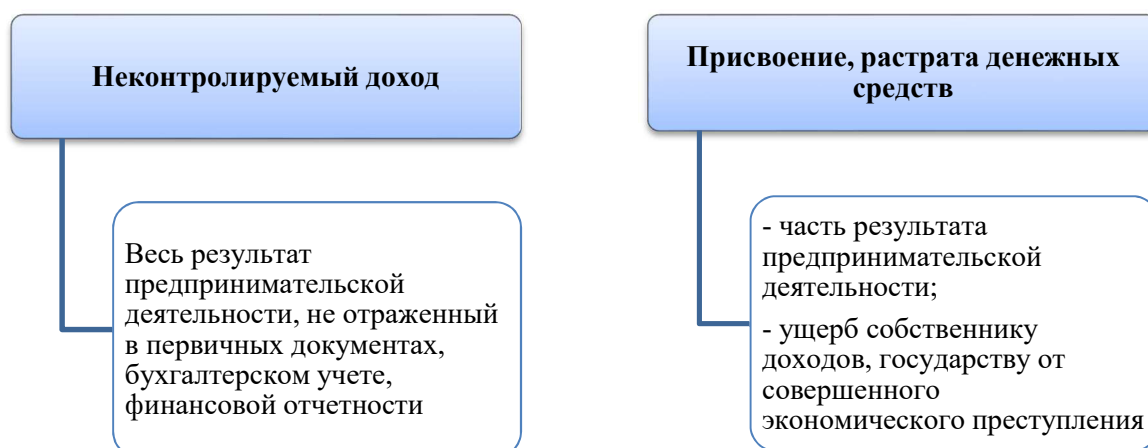 Неконтролируемый доход
Весь результат
предпринимательской
деятельности, не отраженный
в первичных документах,
бухгалтерском учете,
финансовой отчетности
Присвоение, растрата денежных
средств
- часть результата
предпринимательской
деятельности;
- ущерб собственнику
доходов, государству от
совершенного
экономического преступления